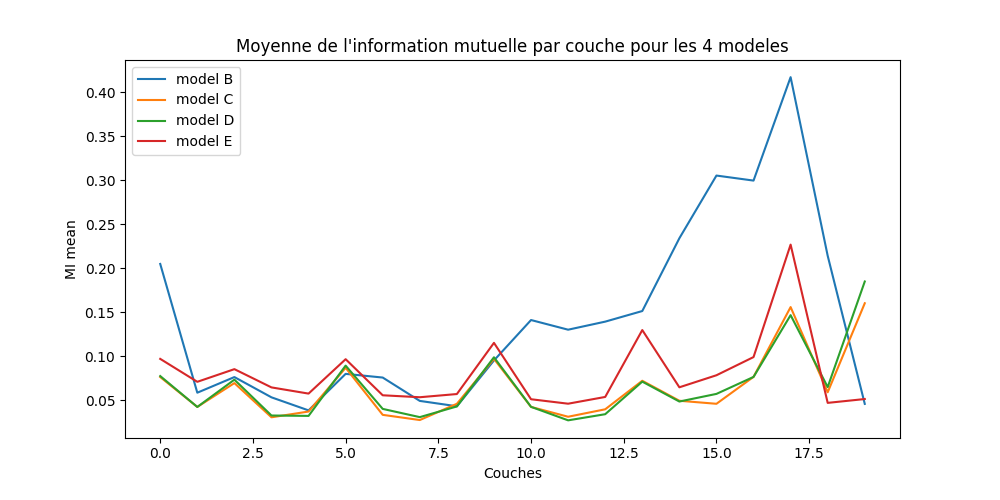 Moyenne de l'information mutuelle par couche pour les 4 modeles
model B
model C
model D
model E
MI mean
0.40
0.35
0.30
0.25
0.20
0.15
0.10
0.05
0.0 2.5 5.0 7.5 10.0 12.5 15.0 17.5
Couches